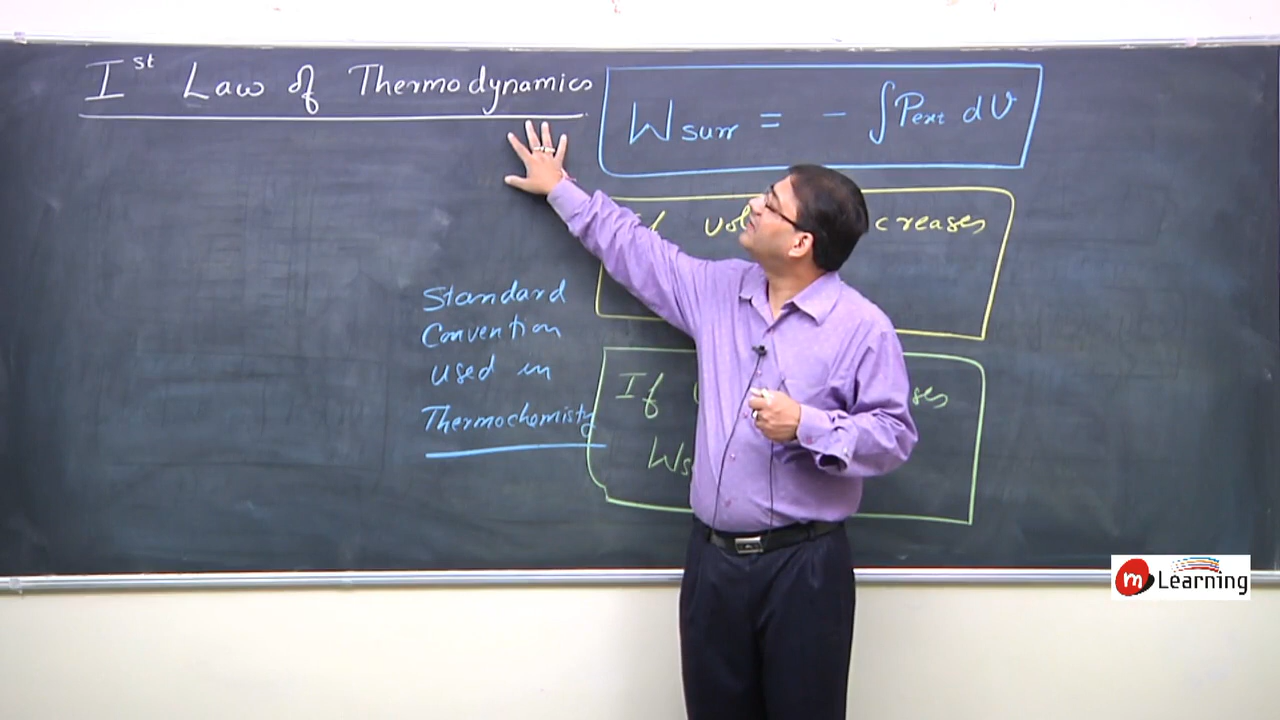 Ist Law of Thermodynamics
Wsurr = - ∫Pext dV
creases
Standard
Convention
used in
Thermochemistry
If
ses
m Learning